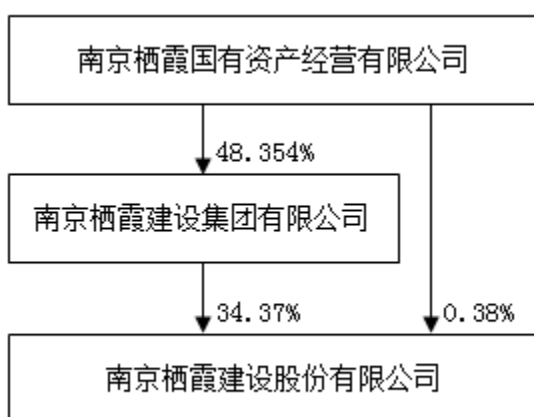 南京栖霞国有资产经营有限公司
48.354%
南京栖霞建设集团有限公司
34.37%
0.38%
南京栖霞建设股份有限公司